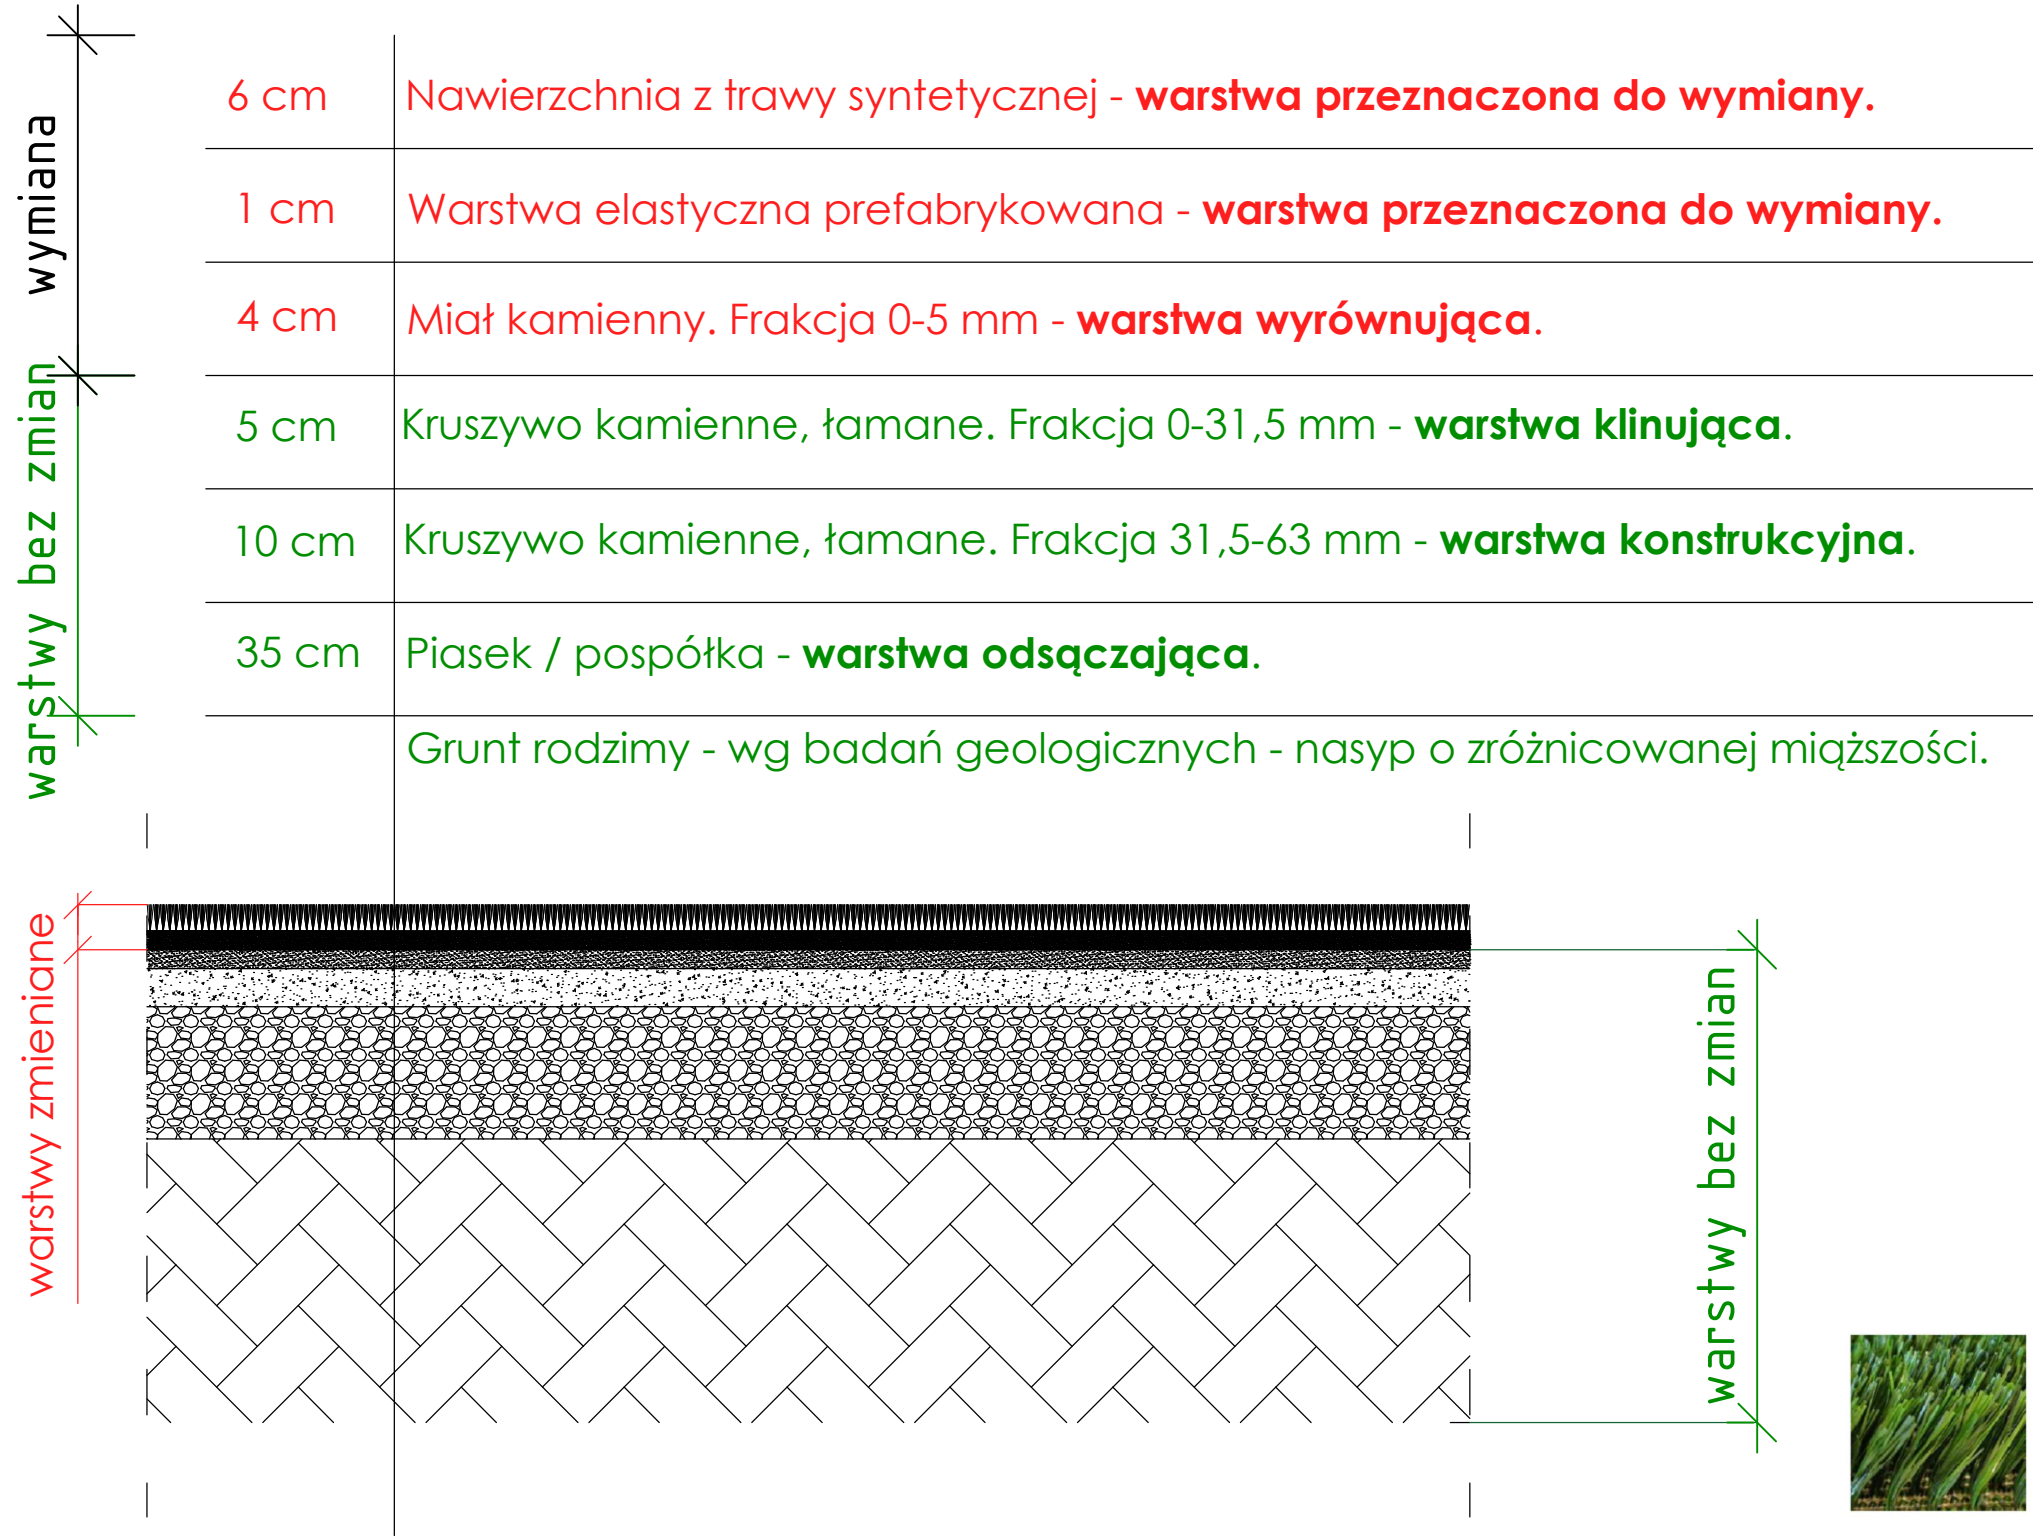 wymiana
6 cm Nawierzchnia z trawy syntetycznej - warstwa przeznaczona do wymiany.
1 cm Warstwa elastyczna prefabrykowana - warstwa przeznaczona do wymiany.
4 cm Miał kamienny. Frakcja 0-5 mm - warstwa wyrównująca.
warstwy bez zmian
5 cm Kruszywo kamienne, łamane. Frakcja 0-31,5 mm - warstwa klinująca.
10 cm Kruszywo kamienne, łamane. Frakcja 31,5-63 mm - warstwa konstrukcyjna.
35 cm Piasek / pospółka - warstwa odsączająca.
Grunt rodzimy - wg badań geologicznych - nasyp o zróżnicowanej miąższości.
warstwy zmieniane
warstwy bez zmian